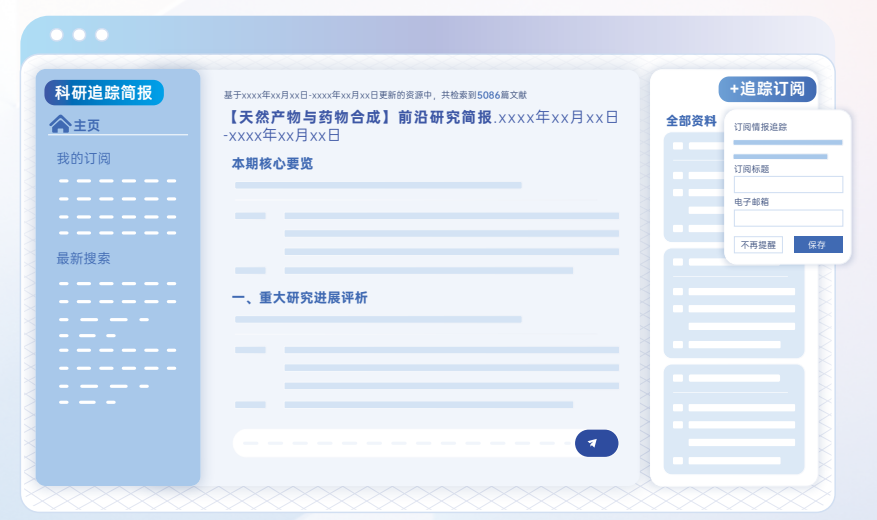 科研追踪简报
主页
我的订阅
最新搜索
基于xxxx年xx月xx日-xxxx年xx月xx日更新的资源中，共检索到5086篇文献
【天然产物与药物合成】前沿研究简报.xxxx年xx月xx日
-xxxx年xx月xx日
本期核心要览
一、重大研究进展评析
+追踪订阅
全部资料
订阅情报追踪
订阅标题
电子邮箱
不再提醒
保存